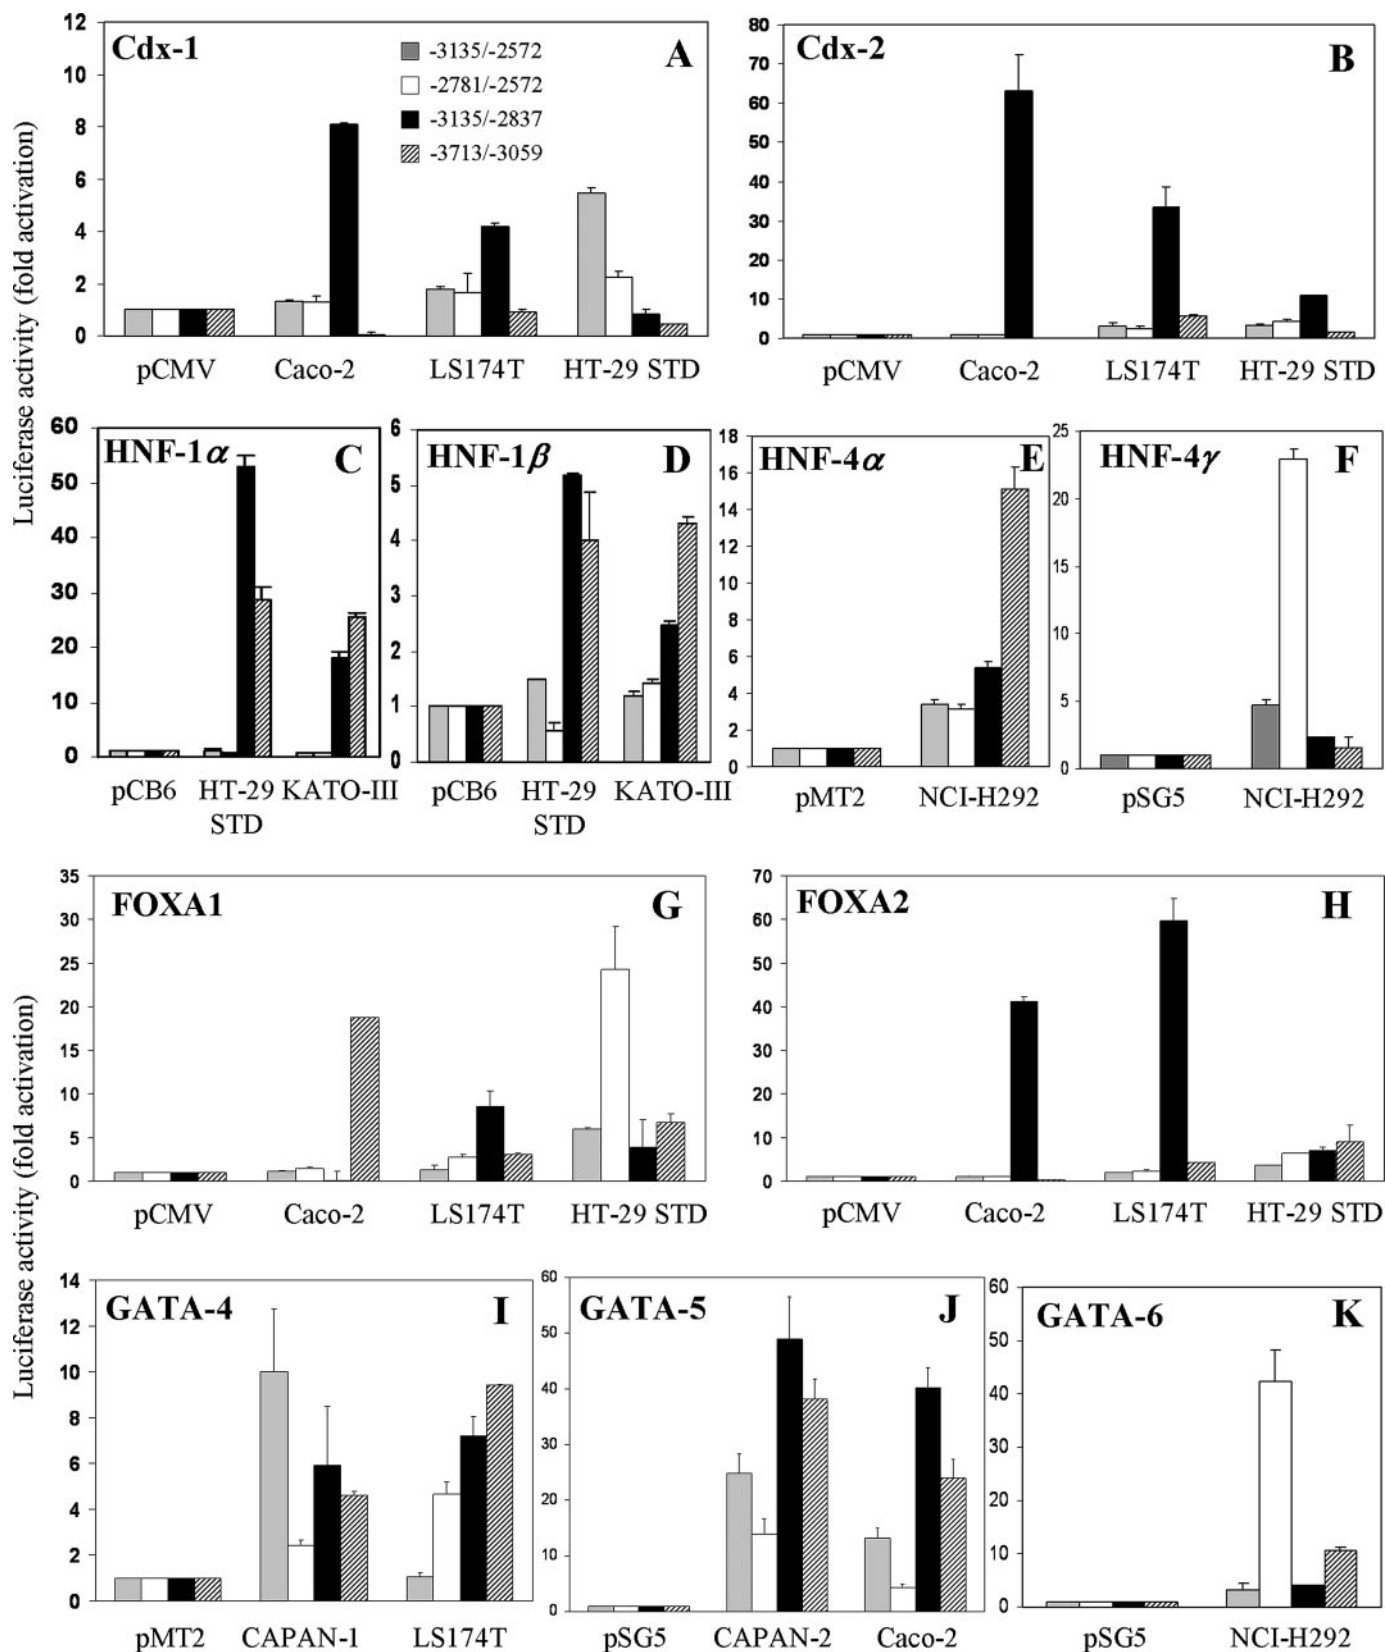 Luciferase activity (fold activation)
Cdx-1
A
-3135/-2572
-2781/-2572
-3135/-2837
-3713/-3059
12
10
8
6
4
2
0
pCMV Caco-2 LS174T HT-29 STD
Cdx-2
B
80
70
60
50
40
30
20
10
0
pCMV Caco-2 LS174T HT-29 STD
HNF-1α
C
60
50
40
30
20
10
0
pCB6 HT-29 KATO-III
STD
HNF-1β
D
6
5
4
3
2
1
0
pCB6 HT-29 KATO-III
STD
HNF-4α
E
18
16
14
12
10
8
6
4
2
0
pMT2 NCI-H292
HNF-4γ
F
25
20
15
10
5
0
pSG5 NCI-H292
Luciferase activity (fold activation)
FOXA1
G
35
30
25
20
15
10
5
0
pCMV Caco-2 LS174T HT-29 STD
FOXA2
H
70
60
50
40
30
20
10
0
pCMV Caco-2 LS174T HT-29 STD
GATA-4
I
14
12
10
8
6
4
2
0
pMT2 CAPAN-1 LS174T
GATA-5
J
60
50
40
30
20
10
0
pSG5 CAPAN-2 Caco-2
GATA-6
K
60
50
40
30
20
10
0
pSG5 NCI-H292